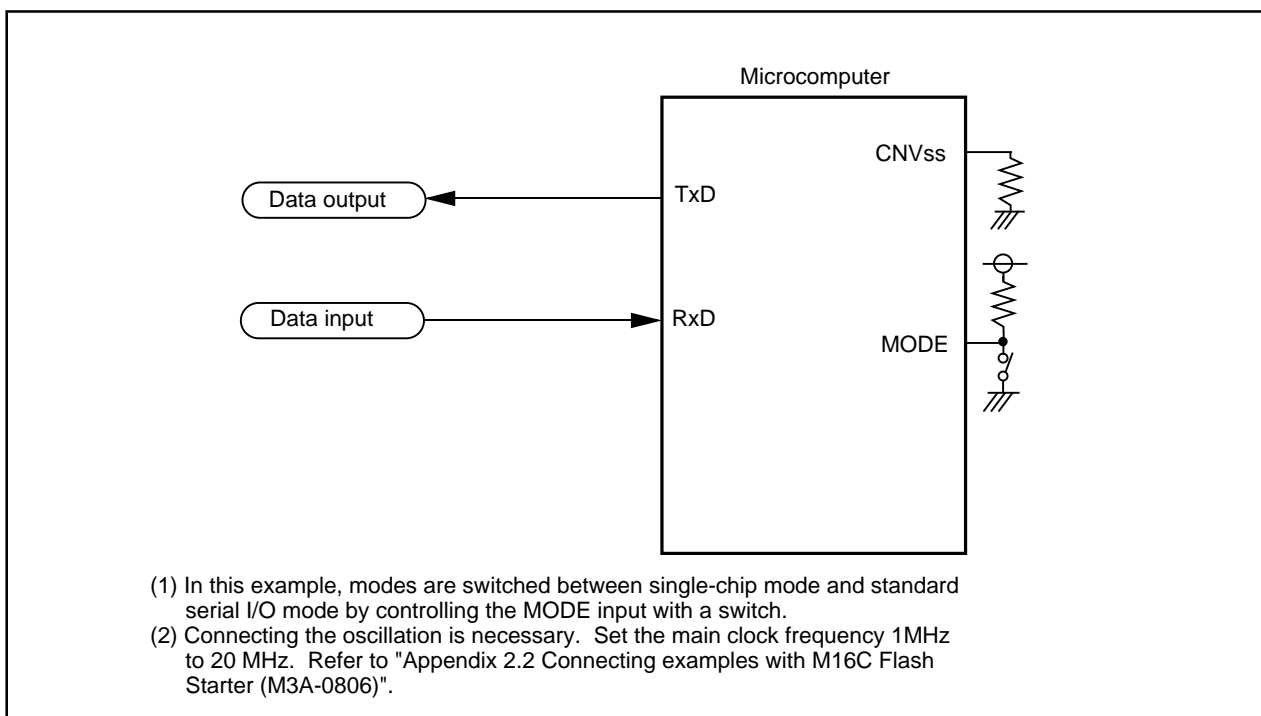 Microcomputer
CNVss
Data output
TxD
Data input
RxD
MODE
(1) In this example, modes are switched between single-chip mode and standard
serial I/O mode by controlling the MODE input with a switch.
(2) Connecting the oscillation is necessary. Set the main clock frequency 1MHz
to 20 MHz. Refer to "Appendix 2.2 Connecting examples with M16C Flash
Starter (M3A-0806)".